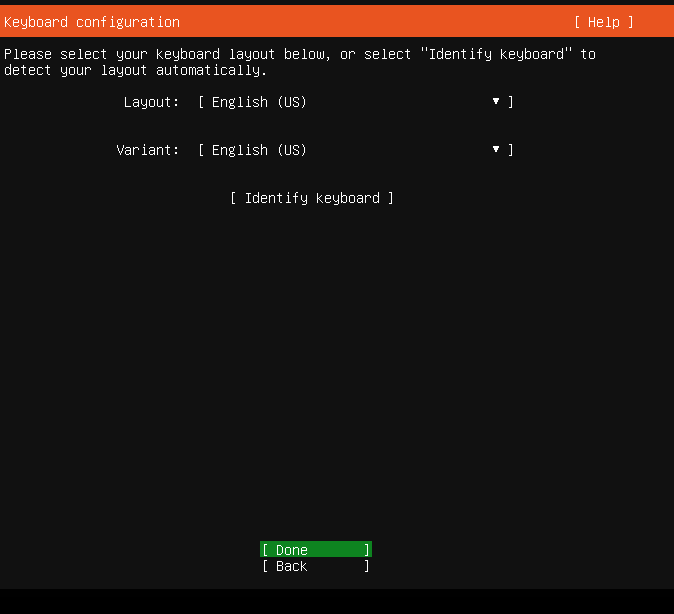 Keyboard configuration [ Help ]
Please select your keyboard layout below, or select "Identify keyboard" to
detect your layout automatically.
Layout: [ English (US) ▼ ]
Variant: [ English (US) ▼ ]
[ Identify keyboard ]
[ Done ]
[ Back ]